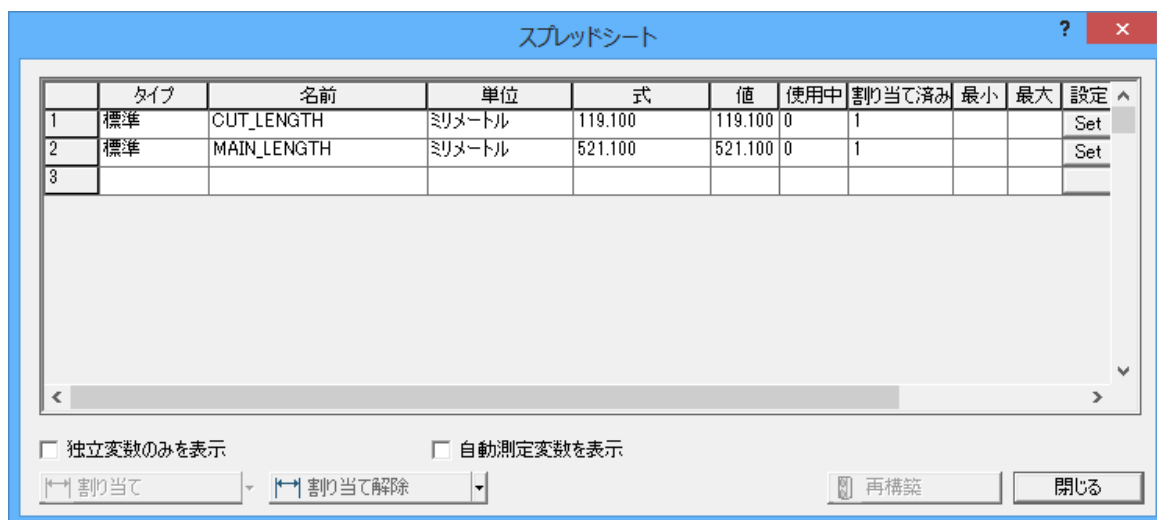 スプレッドシート ? ×
タイプ 名前 単位 式 値 使用中 割り当て済み 最小 最大 設定
1 標準 CUT_LENGTH ミリメートル 119.100 119.100 0 1 Set
2 標準 MAIN_LENGTH ミリメートル 521.100 521.100 0 1 Set
3
独立変数のみを表示 自動測定変数を表示
割り当て 割り当て解除 再構築 閉じる